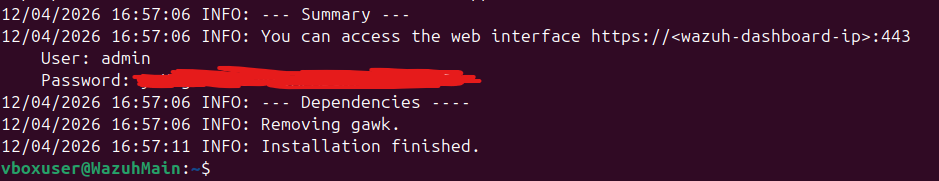 12/04/2026 16:57:06 INFO: --- Summary ---
12/04/2026 16:57:06 INFO: You can access the web interface https://<wazuh-dashboard-ip>:443
User: admin
Password:
12/04/2026 16:57:06 INFO: --- Dependencies ----
12/04/2026 16:57:06 INFO: Removing gawk.
12/04/2026 16:57:11 INFO: Installation finished.
vboxuser@WazuhMain:~$